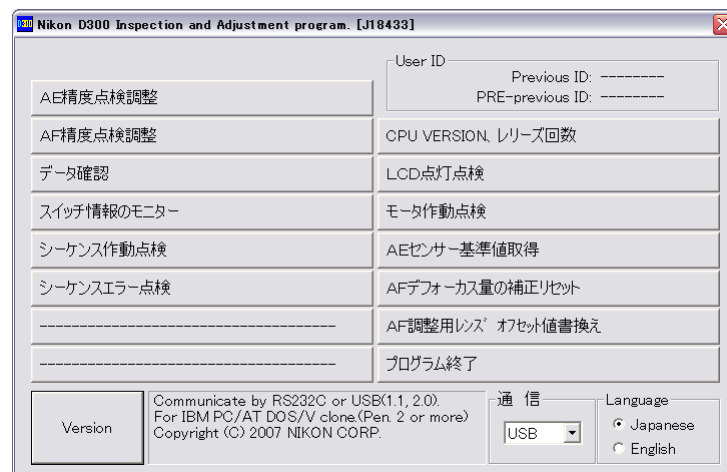 Nikon D300 Inspection and Adjustment program. [J18433]
User ID
Previous ID: --------
PRE-previous ID: --------
AE精度点検調整
AF精度点検調整
CPU VERSION、レリーズ回数
データ確認
LCD点灯点検
スイッチ情報のモニター
モータ作動点検
シーケンス作動点検
AEセンサー基準値取得
シーケンスエラー点検
AFデフォーカス量の補正リセット
------------------------------------
AF調整用レンズ オフセット値書換え
------------------------------------
プログラム終了
Version
Communicate by RS232C or USB(1.1, 2.0).
For IBM PC/AT DOS/V clone.(Pen. 2 or more)
Copyright (C) 2007 NIKON CORP.
通 信
USB
Language
Japanese
English